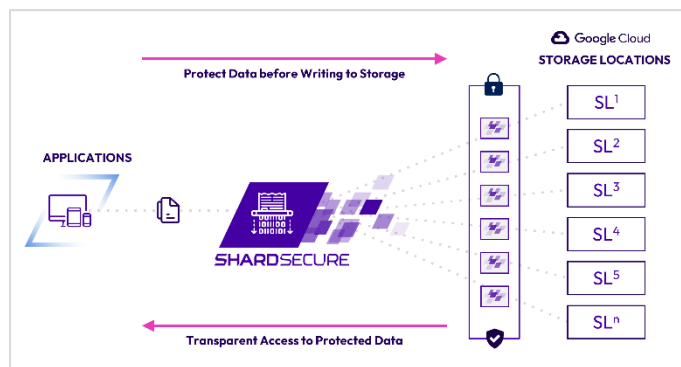 Google Cloud
STORAGE LOCATIONS
Protect Data before Writing to Storage
APPLICATIONS
SHARDSECURE
SL¹
SL²
SL³
SL⁴
SL⁵
SLⁿ
Transparent Access to Protected Data